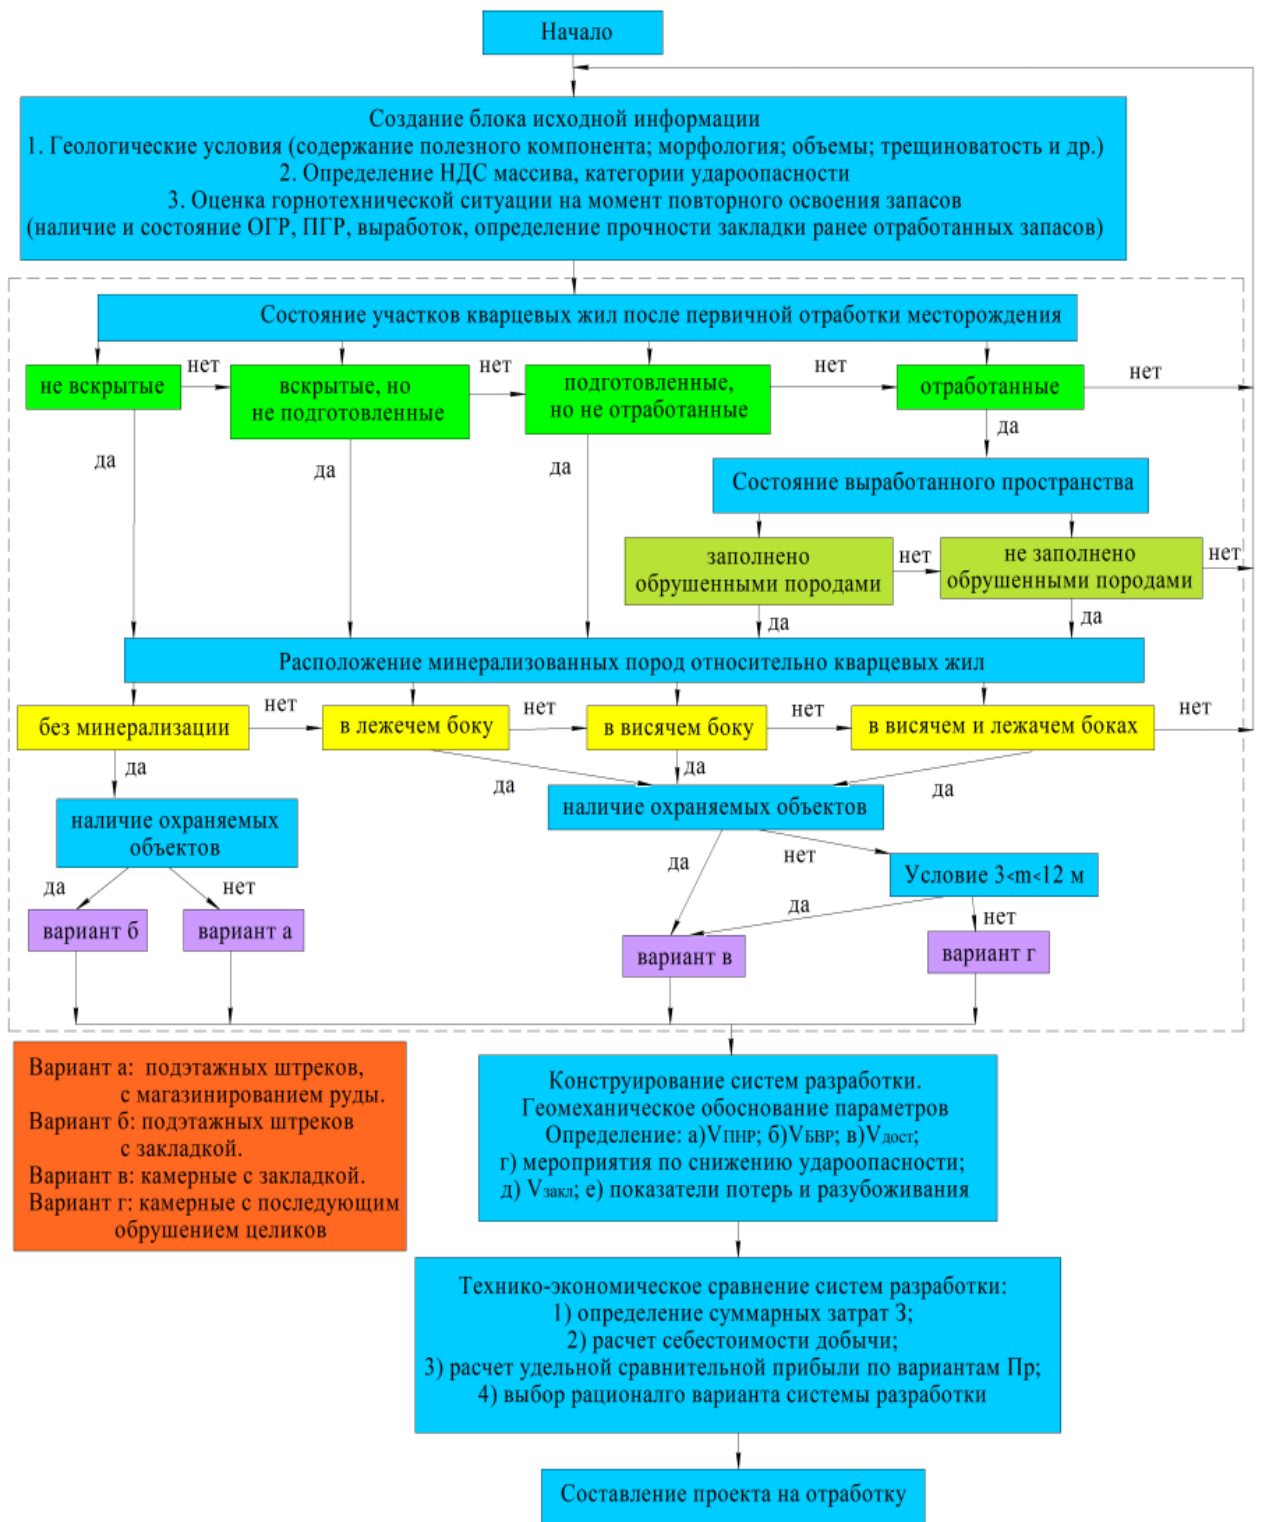 Начало
Создание блока исходной информации
1. Геологические условия (содержание полезного компонента; морфология; объемы; трещиноватость и др.)
2. Определение НДС массива, категории удароопасности
3. Оценка горнотехнической ситуации на момент повторного освоения запасов
(наличие и состояние ОГР, ПГР, выработок, определение прочности закладки ранее отработанных запасов)
Состояние участков кварцевых жил после первичной отработки месторождения
не вскрытые
нет
вскрытые, но
не подготовленные
нет
подготовленные,
но не отработанные
нет
отработанные
нет
да
да
да
да
Состояние выработанного пространства
заполнено
обрушенными породами
нет
не заполнено
обрушенными породами
нет
да
да
Расположение минерализованных пород относительно кварцевых жил
без минерализации
нет
в лежечем боку
нет
в висячем боку
нет
в висячем и лежачем боках
нет
да
да
да
да
наличие охраняемых
объектов
наличие охраняемых объектов
да
нет
да
нет
Условие 3<m<12 м
да
нет
вариант б
вариант а
вариант в
вариант г
Вариант а: подэтажных штреков,
с магазинированием руды.
Вариант б: подэтажных штреков
с закладкой.
Вариант в: камерные с закладкой.
Вариант г: камерные с последующим
обрушением целиков
Конструирование систем разработки.
Геомеханическое обоснование параметров
Определение: а)VПНР; б)VБВР; в)Vдост;
г) мероприятия по снижению удароопасности;
д) Vзакл; е) показатели потерь и разубоживания
Технико-экономическое сравнение систем разработки:
1) определение суммарных затрат З;
2) расчет себестоимости добычи;
3) расчет удельной сравнительной прибыли по вариантам Пр;
4) выбор рационалго варианта системы разработки
Составление проекта на отработку